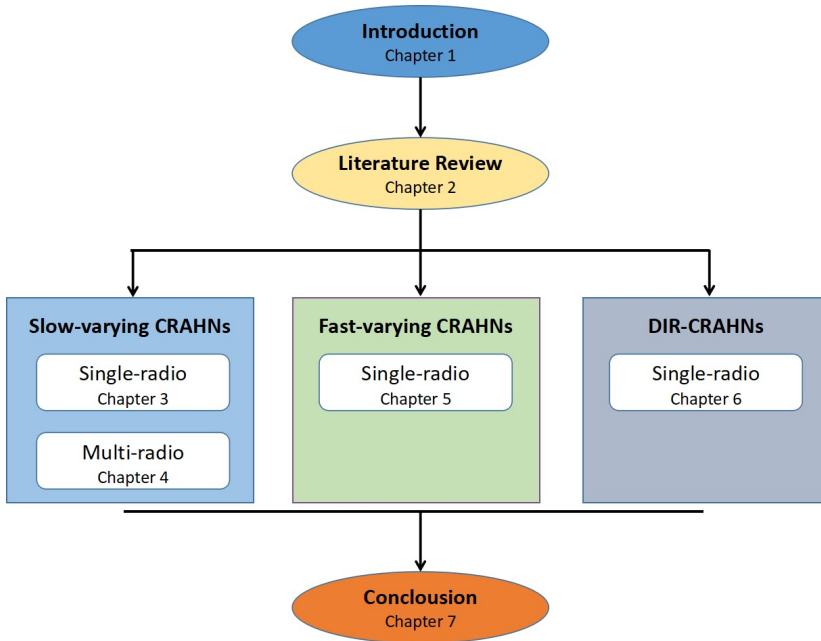 Introduction
Chapter 1
Literature Review
Chapter 2
Slow-varying CRAHNs
Single-radio
Chapter 3
Multi-radio
Chapter 4
Fast-varying CRAHNs
Single-radio
Chapter 5
DIR-CRAHNs
Single-radio
Chapter 6
Conclousion
Chapter 7